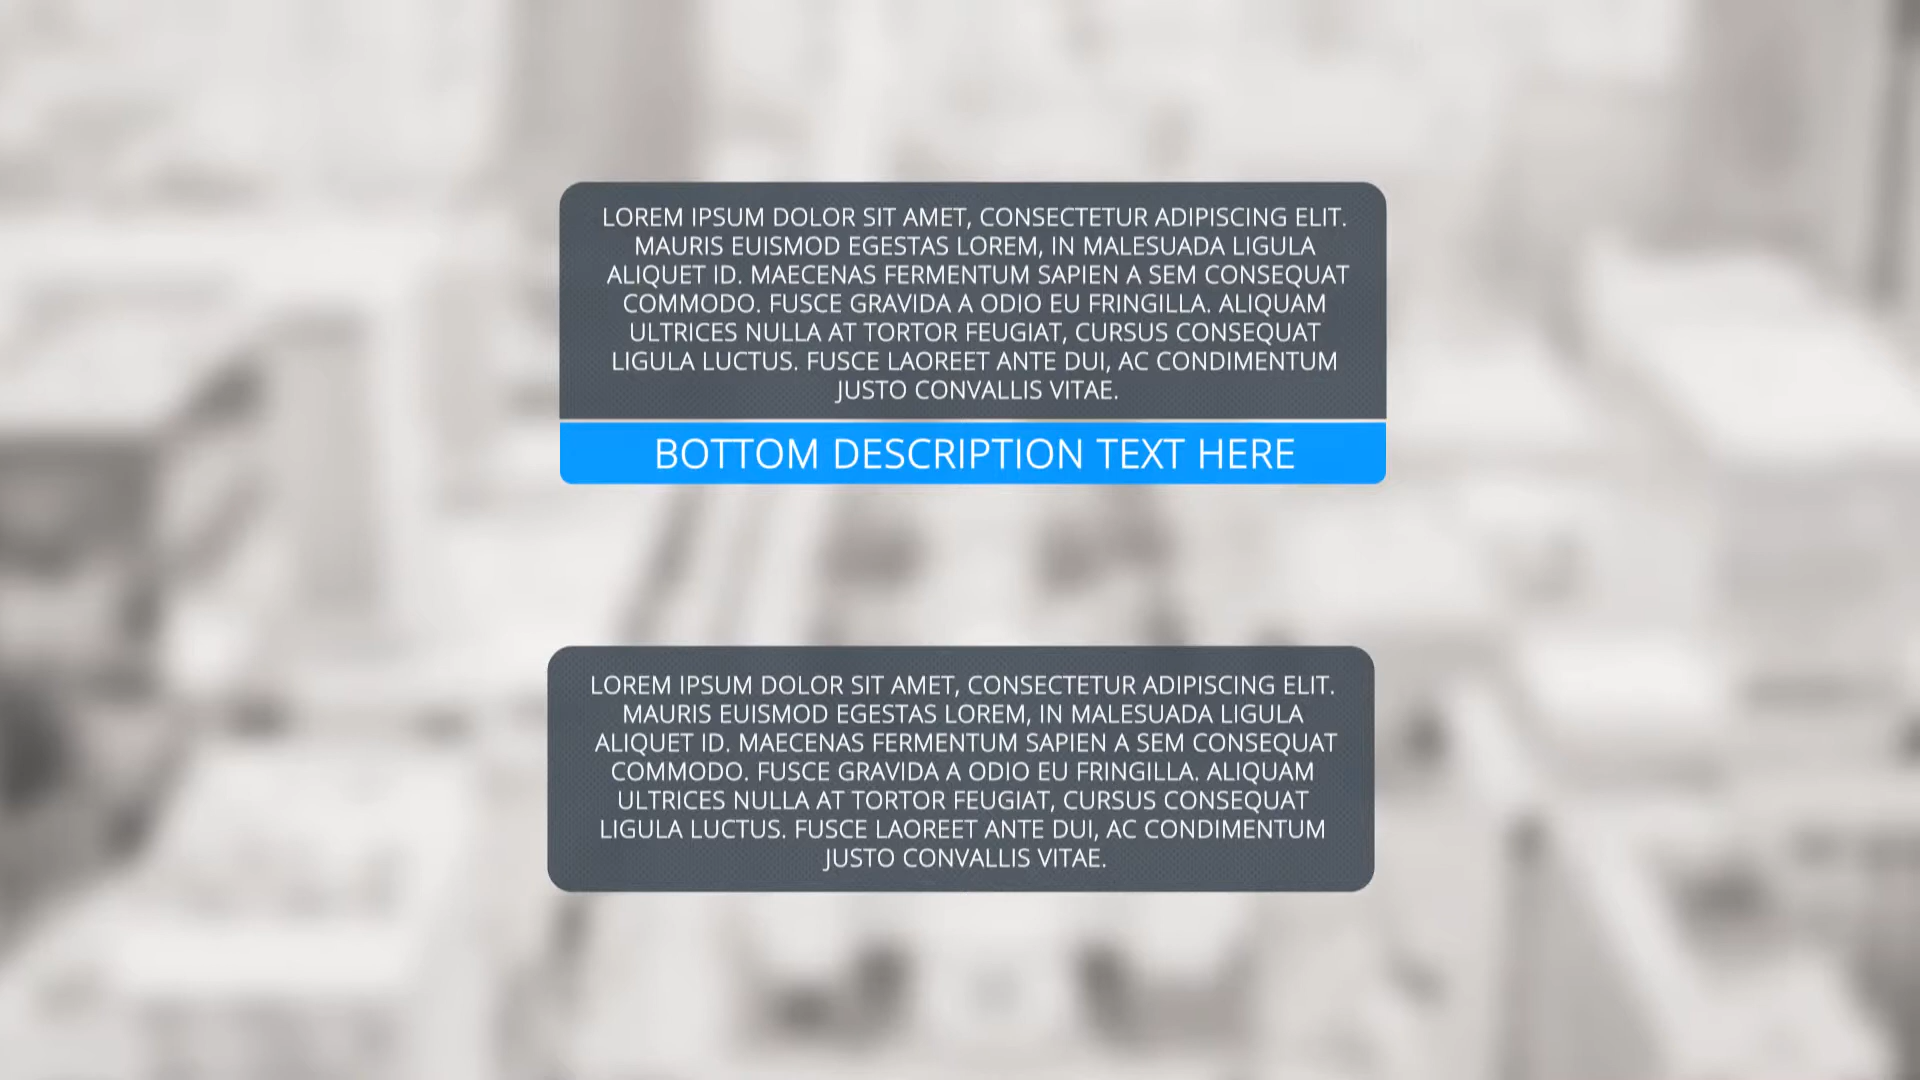 LOREM IPSUM DOLOR SIT AMET, CONSECTETUR ADIPISCING ELIT.
MAURIS EUISMOD EGESTAS LOREM, IN MALESUADA LIGULA
ALIQUET ID. MAECENAS FERMENTUM SAPIEN A SEM CONSEQUAT
COMMODO. FUSCE GRAVIDA A ODIO EU FRINGILLA. ALIQUAM
ULTRICES NULLA AT TORTOR FEUGIAT, CURSUS CONSEQUAT
LIGULA LUCTUS. FUSCE LAOREET ANTE DUI, AC CONDIMENTUM
JUSTO CONVALLIS VITAE.
BOTTOM DESCRIPTION TEXT HERE
LOREM IPSUM DOLOR SIT AMET, CONSECTETUR ADIPISCING ELIT.
MAURIS EUISMOD EGESTAS LOREM, IN MALESUADA LIGULA
ALIQUET ID. MAECENAS FERMENTUM SAPIEN A SEM CONSEQUAT
COMMODO. FUSCE GRAVIDA A ODIO EU FRINGILLA. ALIQUAM
ULTRICES NULLA AT TORTOR FEUGIAT, CURSUS CONSEQUAT
LIGULA LUCTUS. FUSCE LAOREET ANTE DUI, AC CONDIMENTUM
JUSTO CONVALLIS VITAE.